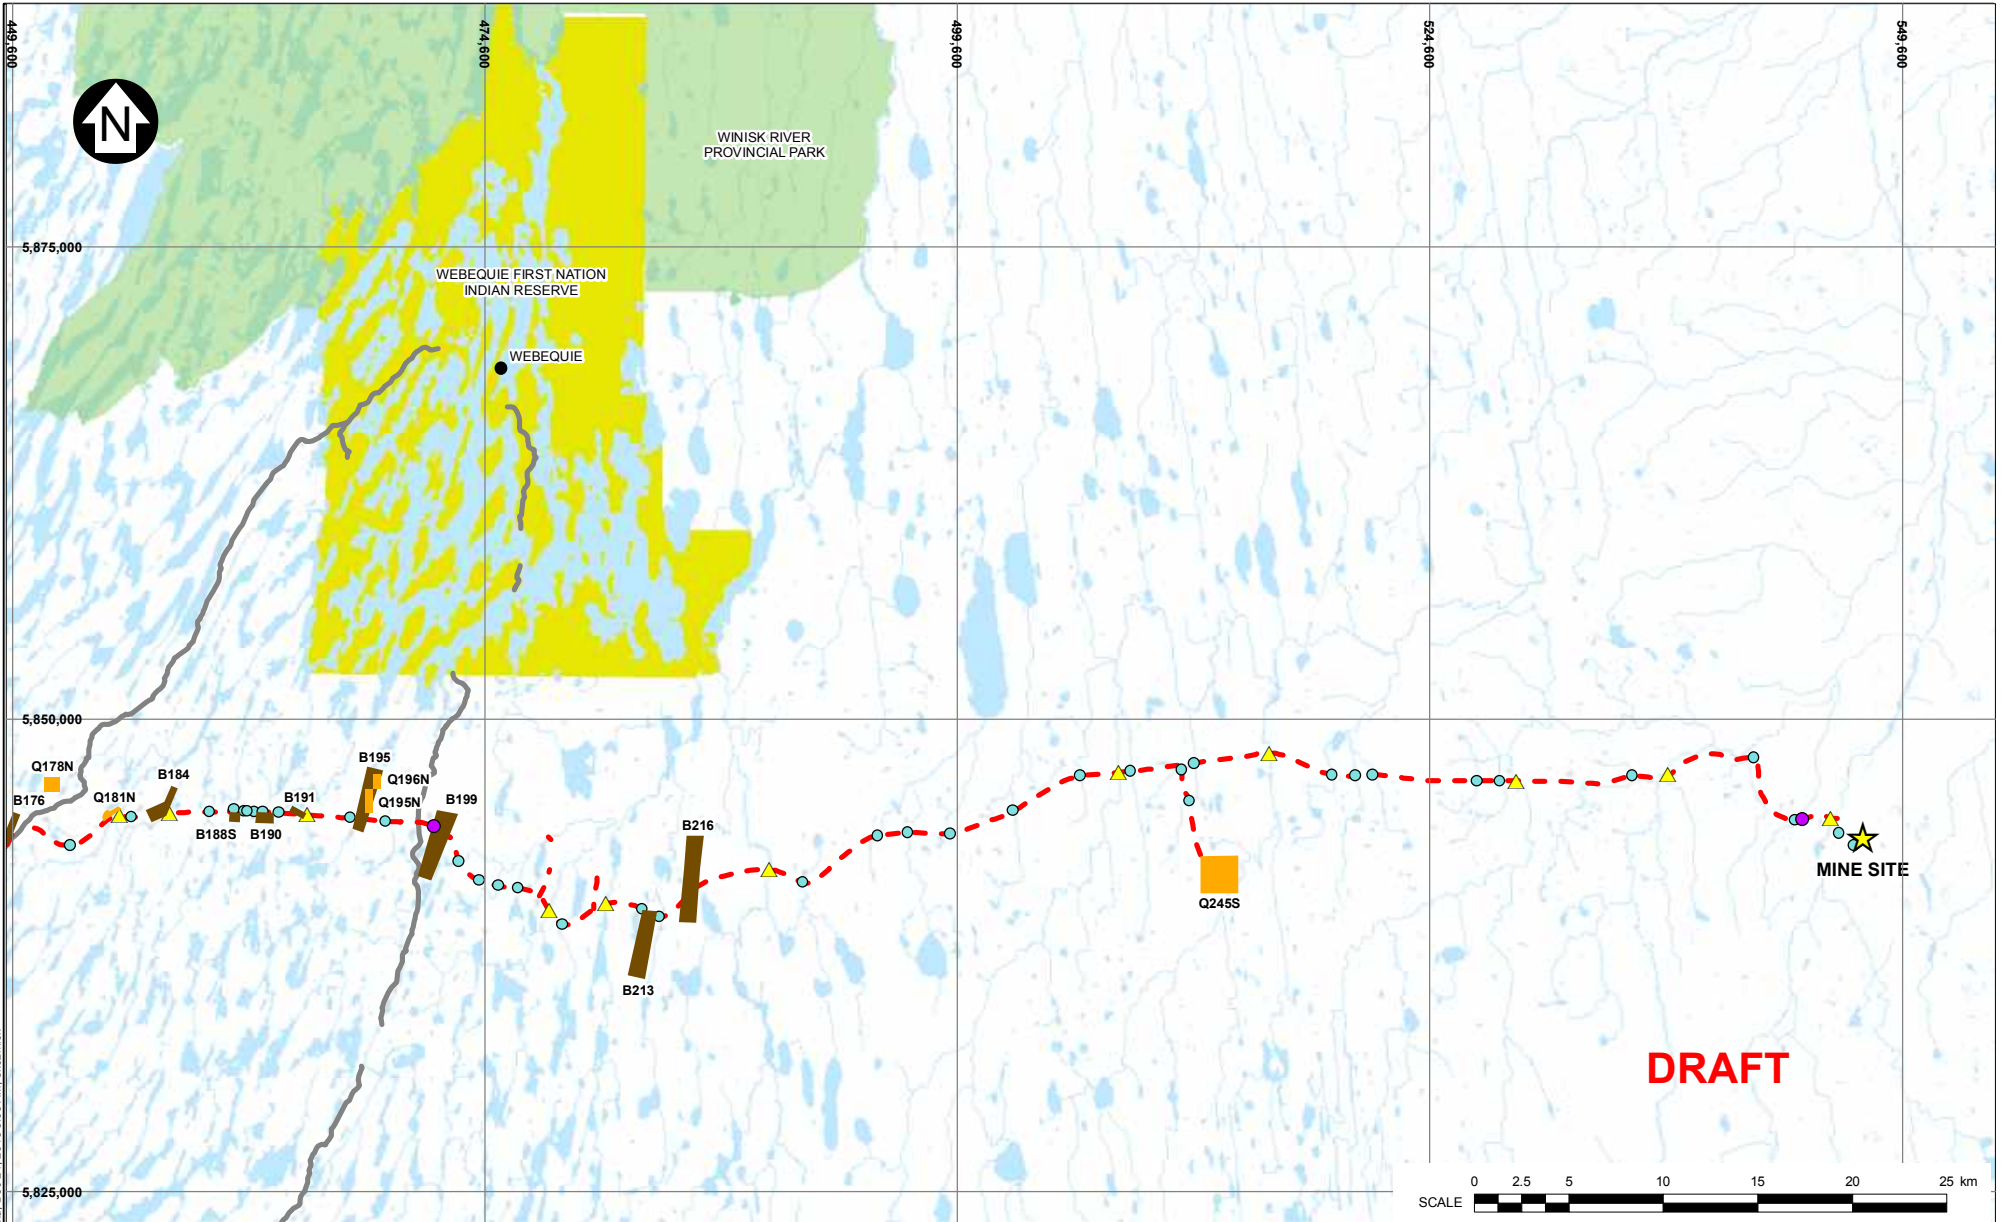 449,600
474,600
499,600
524,600
549,600
N
WINISK RIVER
PROVINCIAL PARK
5,875,000
WEBEQUIE FIRST NATION
INDIAN RESERVE
WEBEQUIE
5,850,000
Q178N
B176
Q181N
B184
B188S
B190
B191
B195
Q196N
Q195N
B199
B216
B213
Q245S
MINE SITE
DRAFT
5,825,000
SCALE
0 2.5 5 10 15 20 25 km